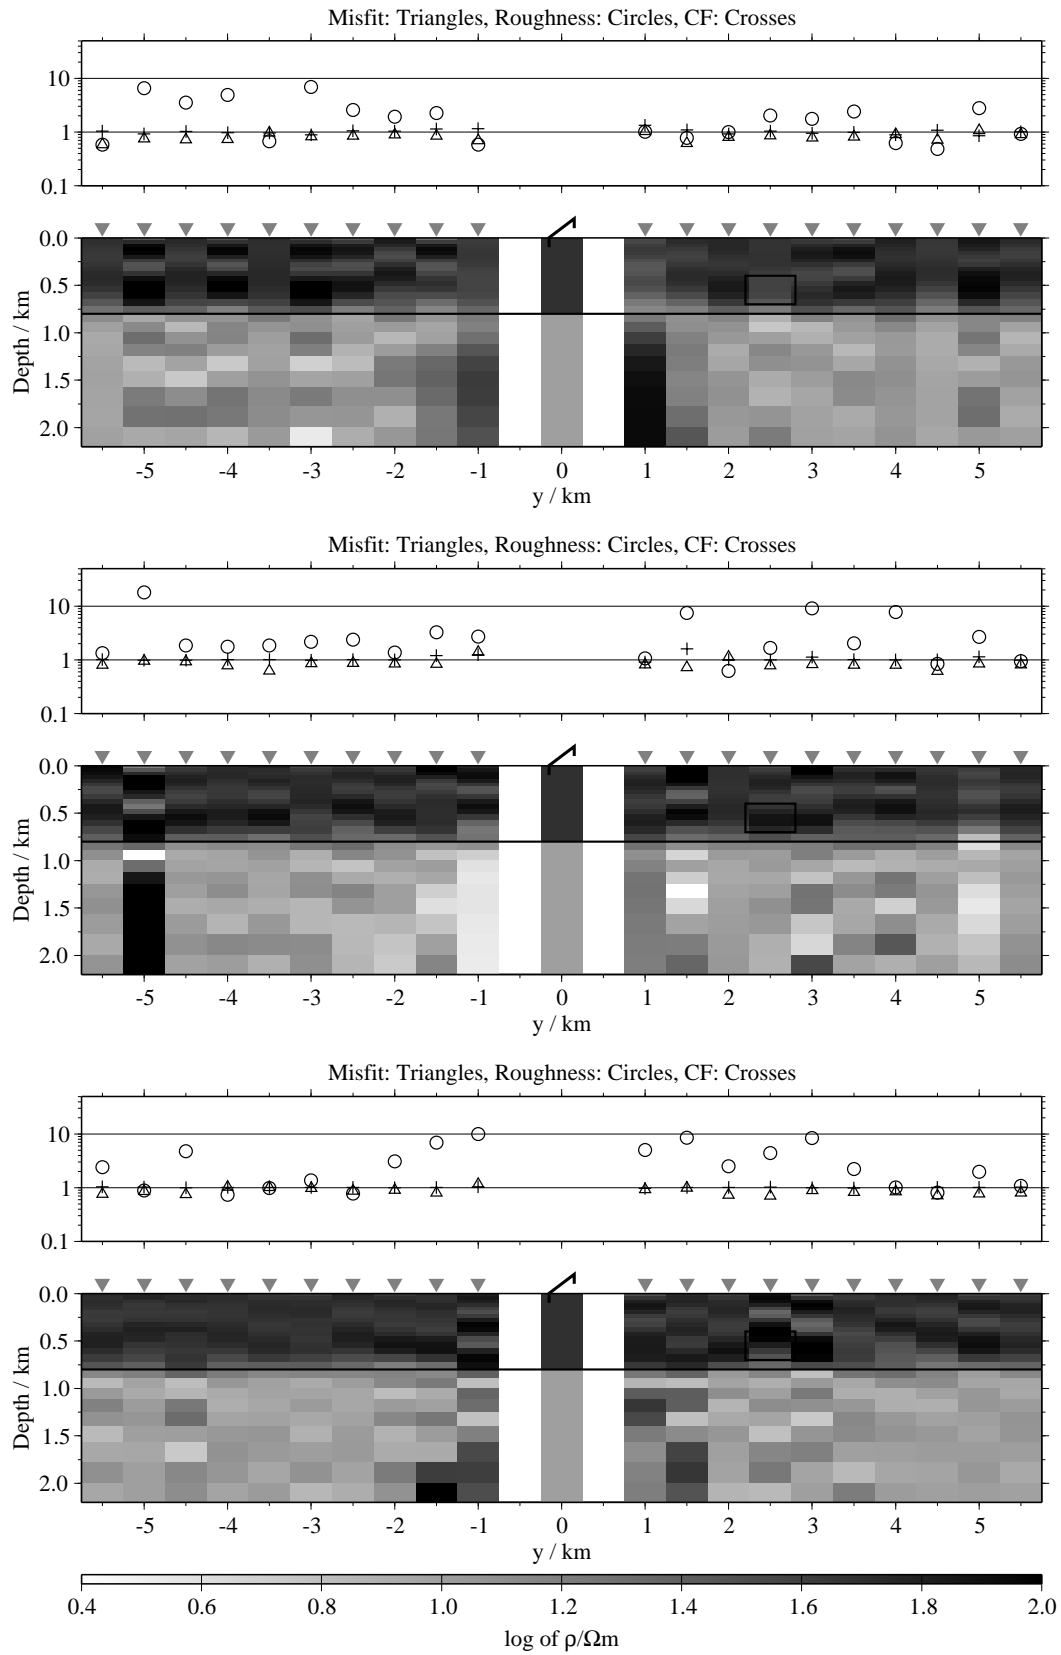 Misfit: Triangles, Roughness: Circles, CF: Crosses
10
1
0.1
0.0
0.5
1.0
1.5
2.0
Depth / km
-5 -4 -3 -2 -1 0 1 2 3 4 5
y / km
Misfit: Triangles, Roughness: Circles, CF: Crosses
10
1
0.1
0.0
0.5
1.0
1.5
2.0
Depth / km
-5 -4 -3 -2 -1 0 1 2 3 4 5
y / km
Misfit: Triangles, Roughness: Circles, CF: Crosses
10
1
0.1
0.0
0.5
1.0
1.5
2.0
Depth / km
-5 -4 -3 -2 -1 0 1 2 3 4 5
y / km
0.4 0.6 0.8 1.0 1.2 1.4 1.6 1.8 2.0
log of ρ/Ωm